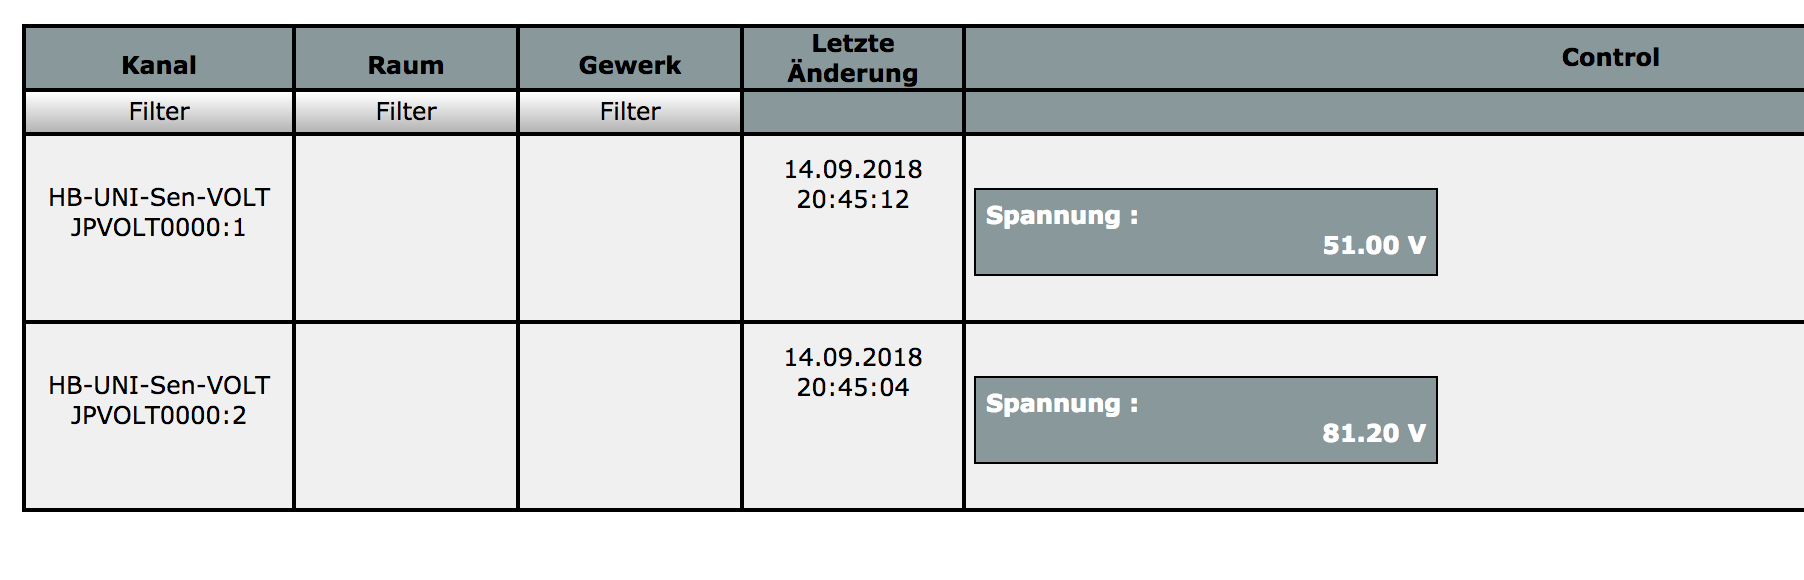 Kanal
Raum
Gewerk
Letzte
Änderung
Control
Filter
Filter
Filter
HB-UNI-Sen-VOLT
JPVOLT0000:1
14.09.2018
20:45:12
Spannung :
51.00 V
HB-UNI-Sen-VOLT
JPVOLT0000:2
14.09.2018
20:45:04
Spannung :
81.20 V